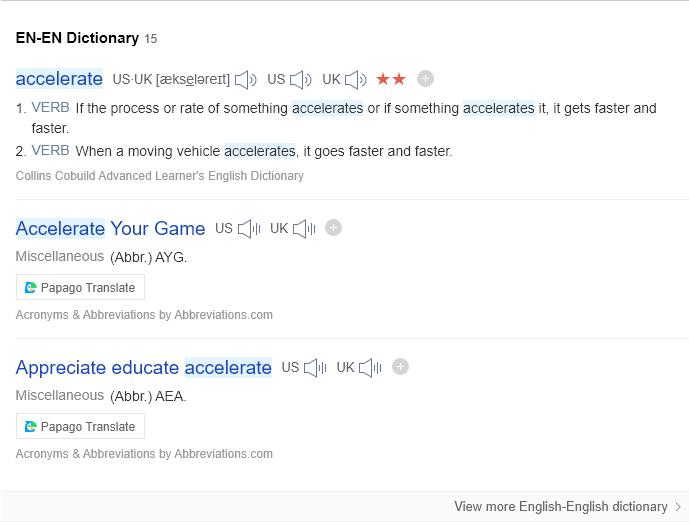 EN-EN Dictionary 15
accelerate US·UK [æksẹləreɪt] US UK ★★
1. VERB If the process or rate of something accelerates or if something accelerates it, it gets faster and
faster.
2. VERB When a moving vehicle accelerates, it goes faster and faster.
Collins Cobuild Advanced Learner's English Dictionary
Accelerate Your Game US UK
Miscellaneous (Abbr.) AYG.
Papago Translate
Acronyms & Abbreviations by Abbreviations.com
Appreciate educate accelerate US UK
Miscellaneous (Abbr.) AEA.
Papago Translate
Acronyms & Abbreviations by Abbreviations.com
View more English-English dictionary